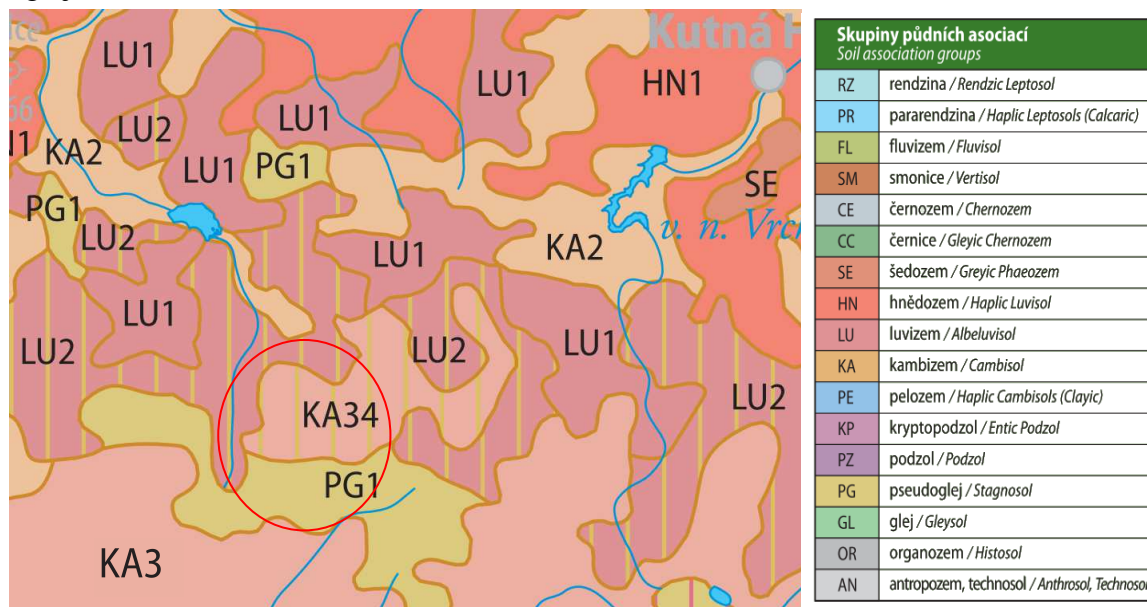 Kutná H
LU1
LU1
HN1
LU2
LU1
KA2
LU1
PG1
SE
PG1
LU2
v. n. Vrch
KA2
LU1
LU1
LU2
LU2
LU1
KA34
LU2
PG1
KA3
Skupiny půdních asociací
Soil association groups
RZ rendzina / Rendzic Leptosol
PR pararendzina / Haplic Leptosols (Calcaric)
FL fluvizem / Fluvisol
SM smonice / Vertisol
CE černozem / Chernozem
CC černice / Gleyic Chernozem
SE šedozem / Greyic Phaeozem
HN hnědozem / Haplic Luvisol
LU luvizem / Albeluvisol
KA kambizem / Cambisol
PE pelozem / Haplic Cambisols (Clayic)
KP kryptopodzol / Entic Podzol
PZ podzol / Podzol
PG pseudoglej / Stagnosol
GL glej / Gleysol
OR organozem / Histosol
AN antropozem, technosol / Anthrosol, Technosol